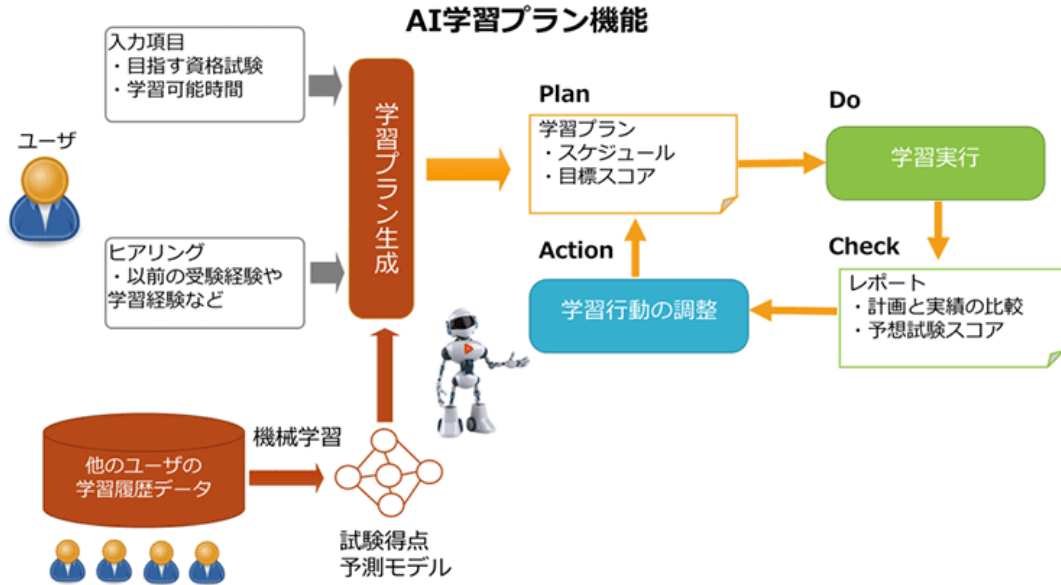 AI学習プラン機能
入力項目
・目指す資格試験
・学習可能時間
ユーザ
ヒアリング
・以前の受験経験や
学習経験など
学習プラン生成
Plan
学習プラン
・スケジュール
・目標スコア
Do
学習実行
Check
レポート
・計画と実績の比較
・予想試験スコア
Action
学習行動の調整
他のユーザの
学習履歴データ
機械学習
試験得点
予測モデル